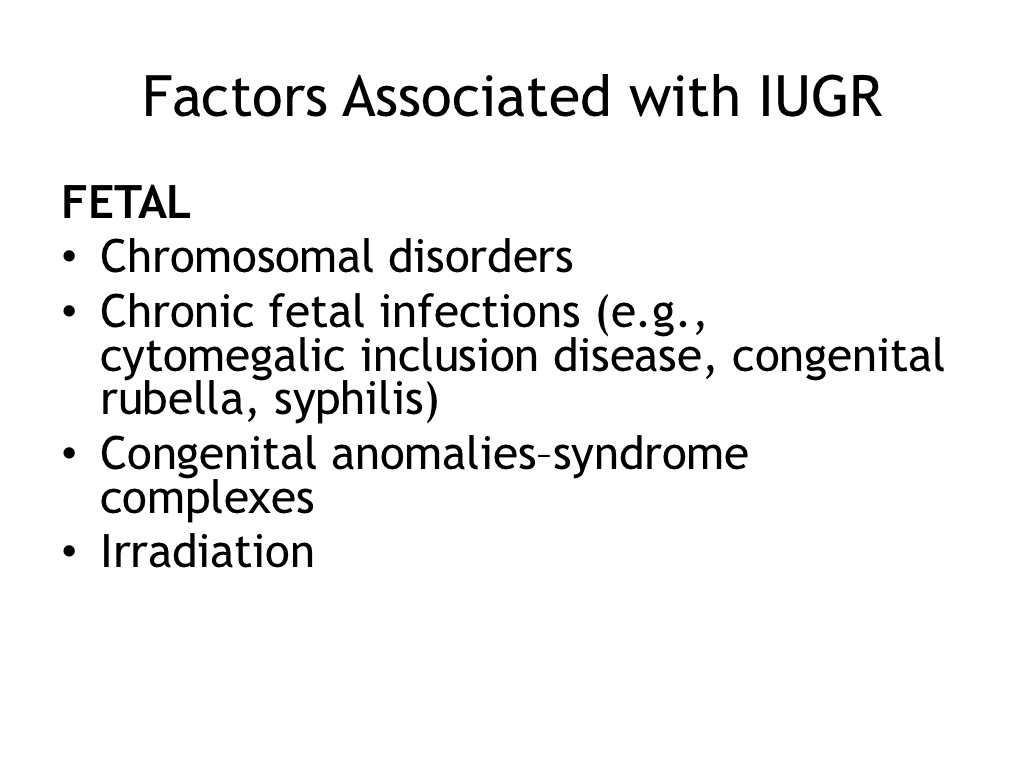 Factors Associated with IUGR
FETAL
• Chromosomal disorders
• Chronic fetal infections (e.g.,
cytomegalic inclusion disease, congenital
rubella, syphilis)
• Congenital anomalies–syndrome
complexes
• Irradiation